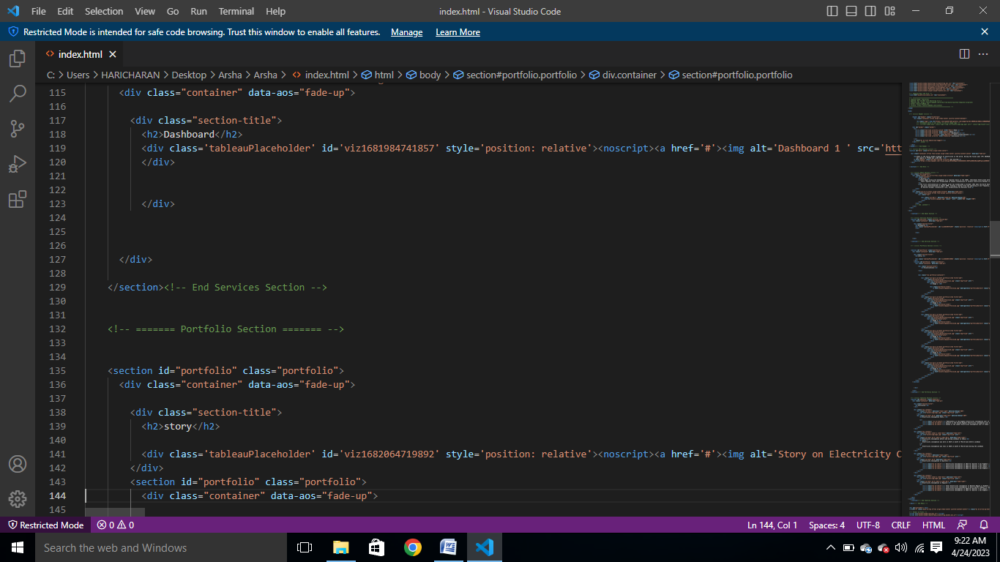 File Edit Selection View Go Run Terminal Help index.html - Visual Studio Code
Restricted Mode is intended for safe code browsing. Trust this window to enable all features. Manage Learn More
index.html
C: > Users > HARICHARAN > Desktop > Arsha > Arsha > index.html > html > body > section#portfolio.portfolio > div.container > section#portfolio.portfolio
115 <div class="container" data-aos="fade-up">
116
117 <div class="section-title">
118 <h2>Dashboard</h2>
119 <div class='tableauPlaceholder' id='viz1681984741857' style='position: relative'><noscript><a href='#'><img alt='Dashboard 1 ' src='htt
120 </div>
121
122
123 </div>
124
125
126
127 </div>
128
129 </section><!-- End Services Section -->
130
131
132 <!-- ======= Portfolio Section ======= -->
133
134
135 <section id="portfolio" class="portfolio">
136 <div class="container" data-aos="fade-up">
137
138 <div class="section-title">
139 <h2>story</h2>
140
141 <div class='tableauPlaceholder' id='viz1682064719892' style='position: relative'><noscript><a href='#'><img alt='Story on Electricity C
142 </div>
143 <section id="portfolio" class="portfolio">
144 <div class="container" data-aos="fade-up">
145
Restricted Mode 0 0 Ln 144, Col 1 Spaces: 4 UTF-8 CRLF HTML
Search the web and Windows
9:22 AM
4/24/2023